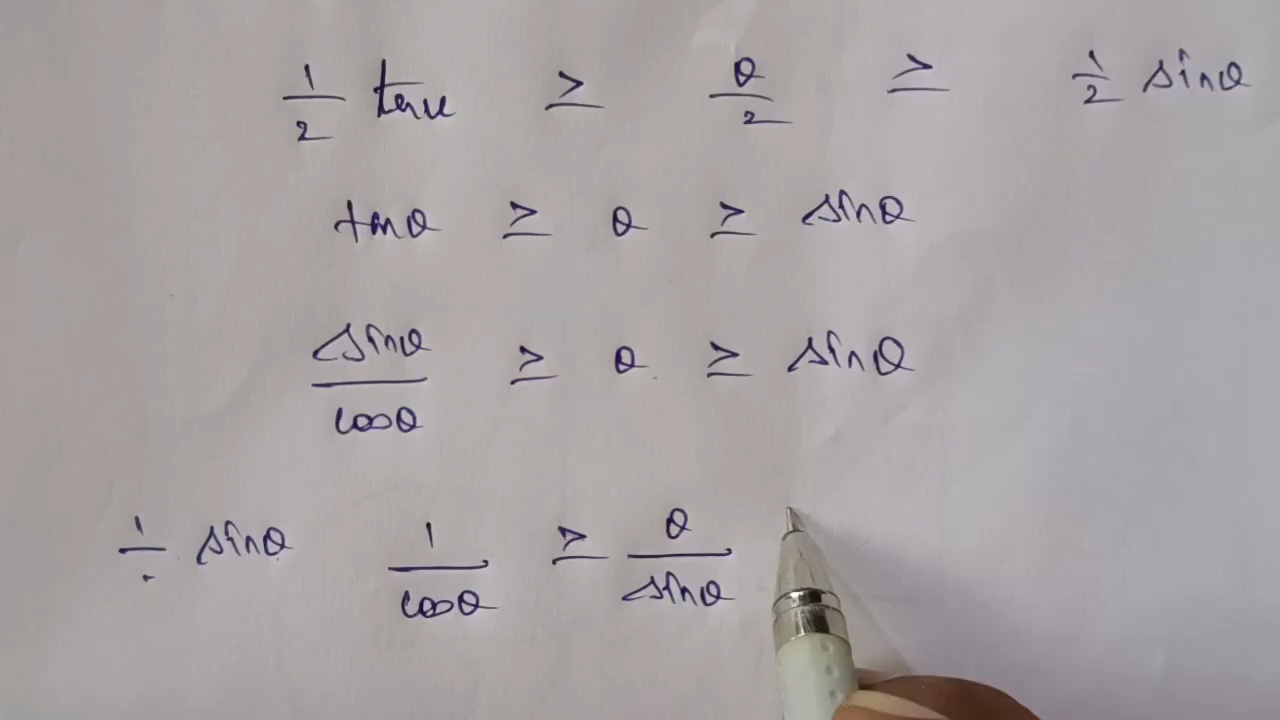 1/2 tanθ ≥ θ/2 ≥ 1/2 sinθ
tanθ ≥ θ ≥ sinθ
sinθ/cosθ ≥ θ ≥ sinθ
÷ sinθ 1/cosθ ≥ θ/sinθ